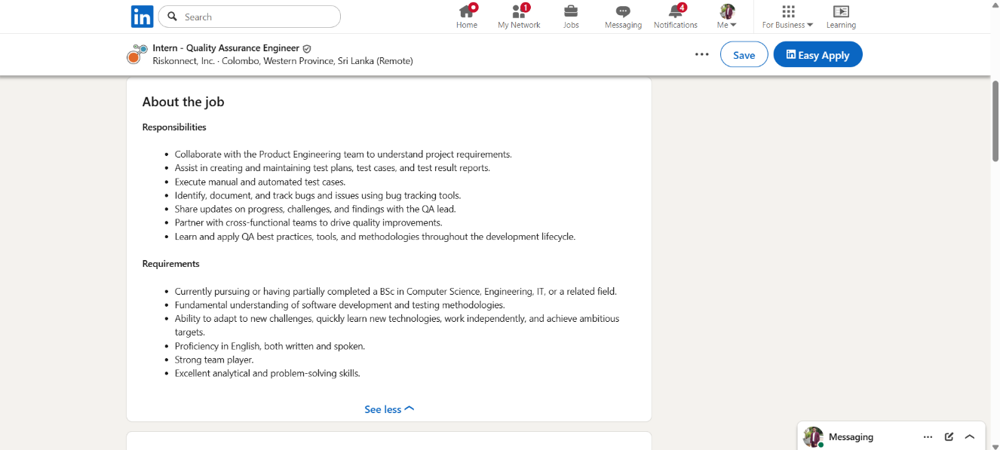 in
Search
Home
1
My Network
Jobs
Messaging
4
Notifications
Me
For Business
Learning
Intern - Quality Assurance Engineer
Riskonnect, Inc. · Colombo, Western Province, Sri Lanka (Remote)
Save
in Easy Apply
About the job
Responsibilities
• Collaborate with the Product Engineering team to understand project requirements.
• Assist in creating and maintaining test plans, test cases, and test result reports.
• Execute manual and automated test cases.
• Identify, document, and track bugs and issues using bug tracking tools.
• Share updates on progress, challenges, and findings with the QA lead.
• Partner with cross-functional teams to drive quality improvements.
• Learn and apply QA best practices, tools, and methodologies throughout the development lifecycle.
Requirements
• Currently pursuing or having partially completed a BSc in Computer Science, Engineering, IT, or a related field.
• Fundamental understanding of software development and testing methodologies.
• Ability to adapt to new challenges, quickly learn new technologies, work independently, and achieve ambitious
targets.
• Proficiency in English, both written and spoken.
• Strong team player.
• Excellent analytical and problem-solving skills.
See less
Messaging